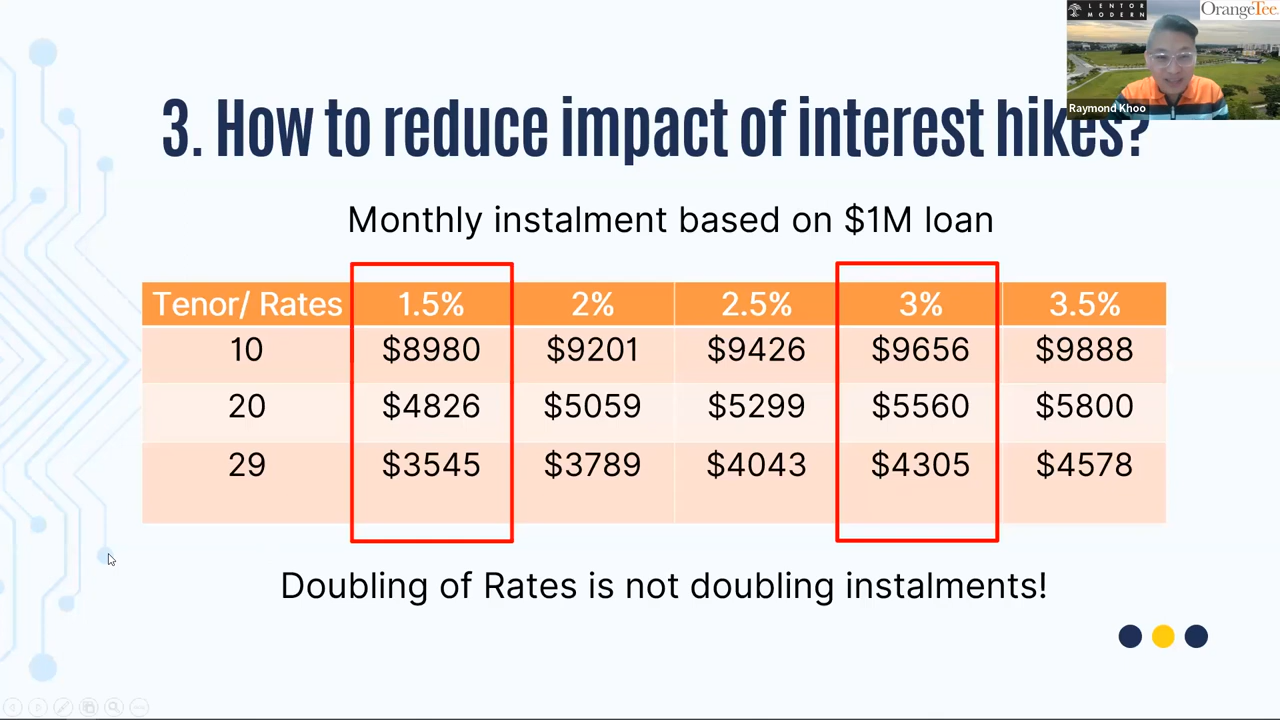 LENTOR
MODERN
OrangeTee
Raymond Khoo
3. How to reduce impact of interest hikes?
Monthly instalment based on $1M loan
Tenor/ Rates 1.5% 2% 2.5% 3% 3.5%
10 $8980 $9201 $9426 $9656 $9888
20 $4826 $5059 $5299 $5560 $5800
29 $3545 $3789 $4043 $4305 $4578
Doubling of Rates is not doubling instalments!